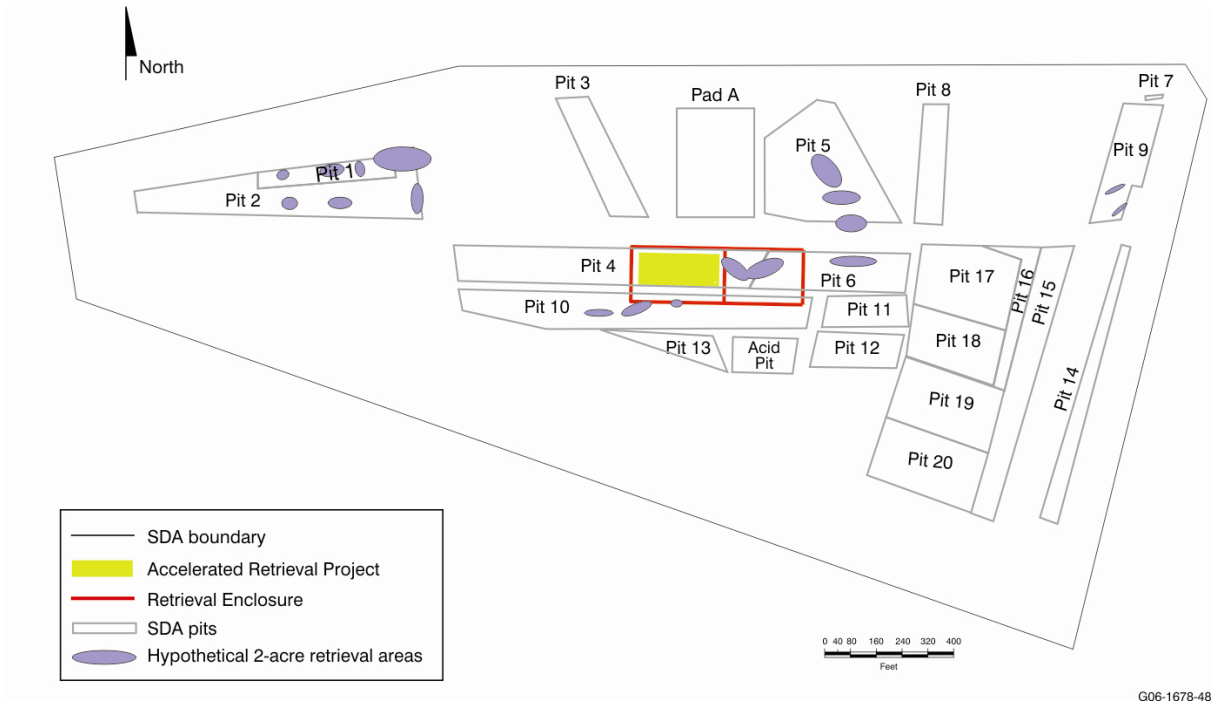 North
Pit 3
Pad A
Pit 8
Pit 7
Pit 5
Pit 9
Pit 1
Pit 2
Pit 4
Pit 6
Pit 17
Pit 16
Pit 15
Pit 10
Pit 11
Pit 13
Acid
Pit
Pit 12
Pit 18
Pit 14
Pit 19
Pit 20
SDA boundary
Accelerated Retrieval Project
Retrieval Enclosure
SDA pits
Hypothetical 2-acre retrieval areas
0 40 80 160 240 320 400
Feet
G06-1678-48